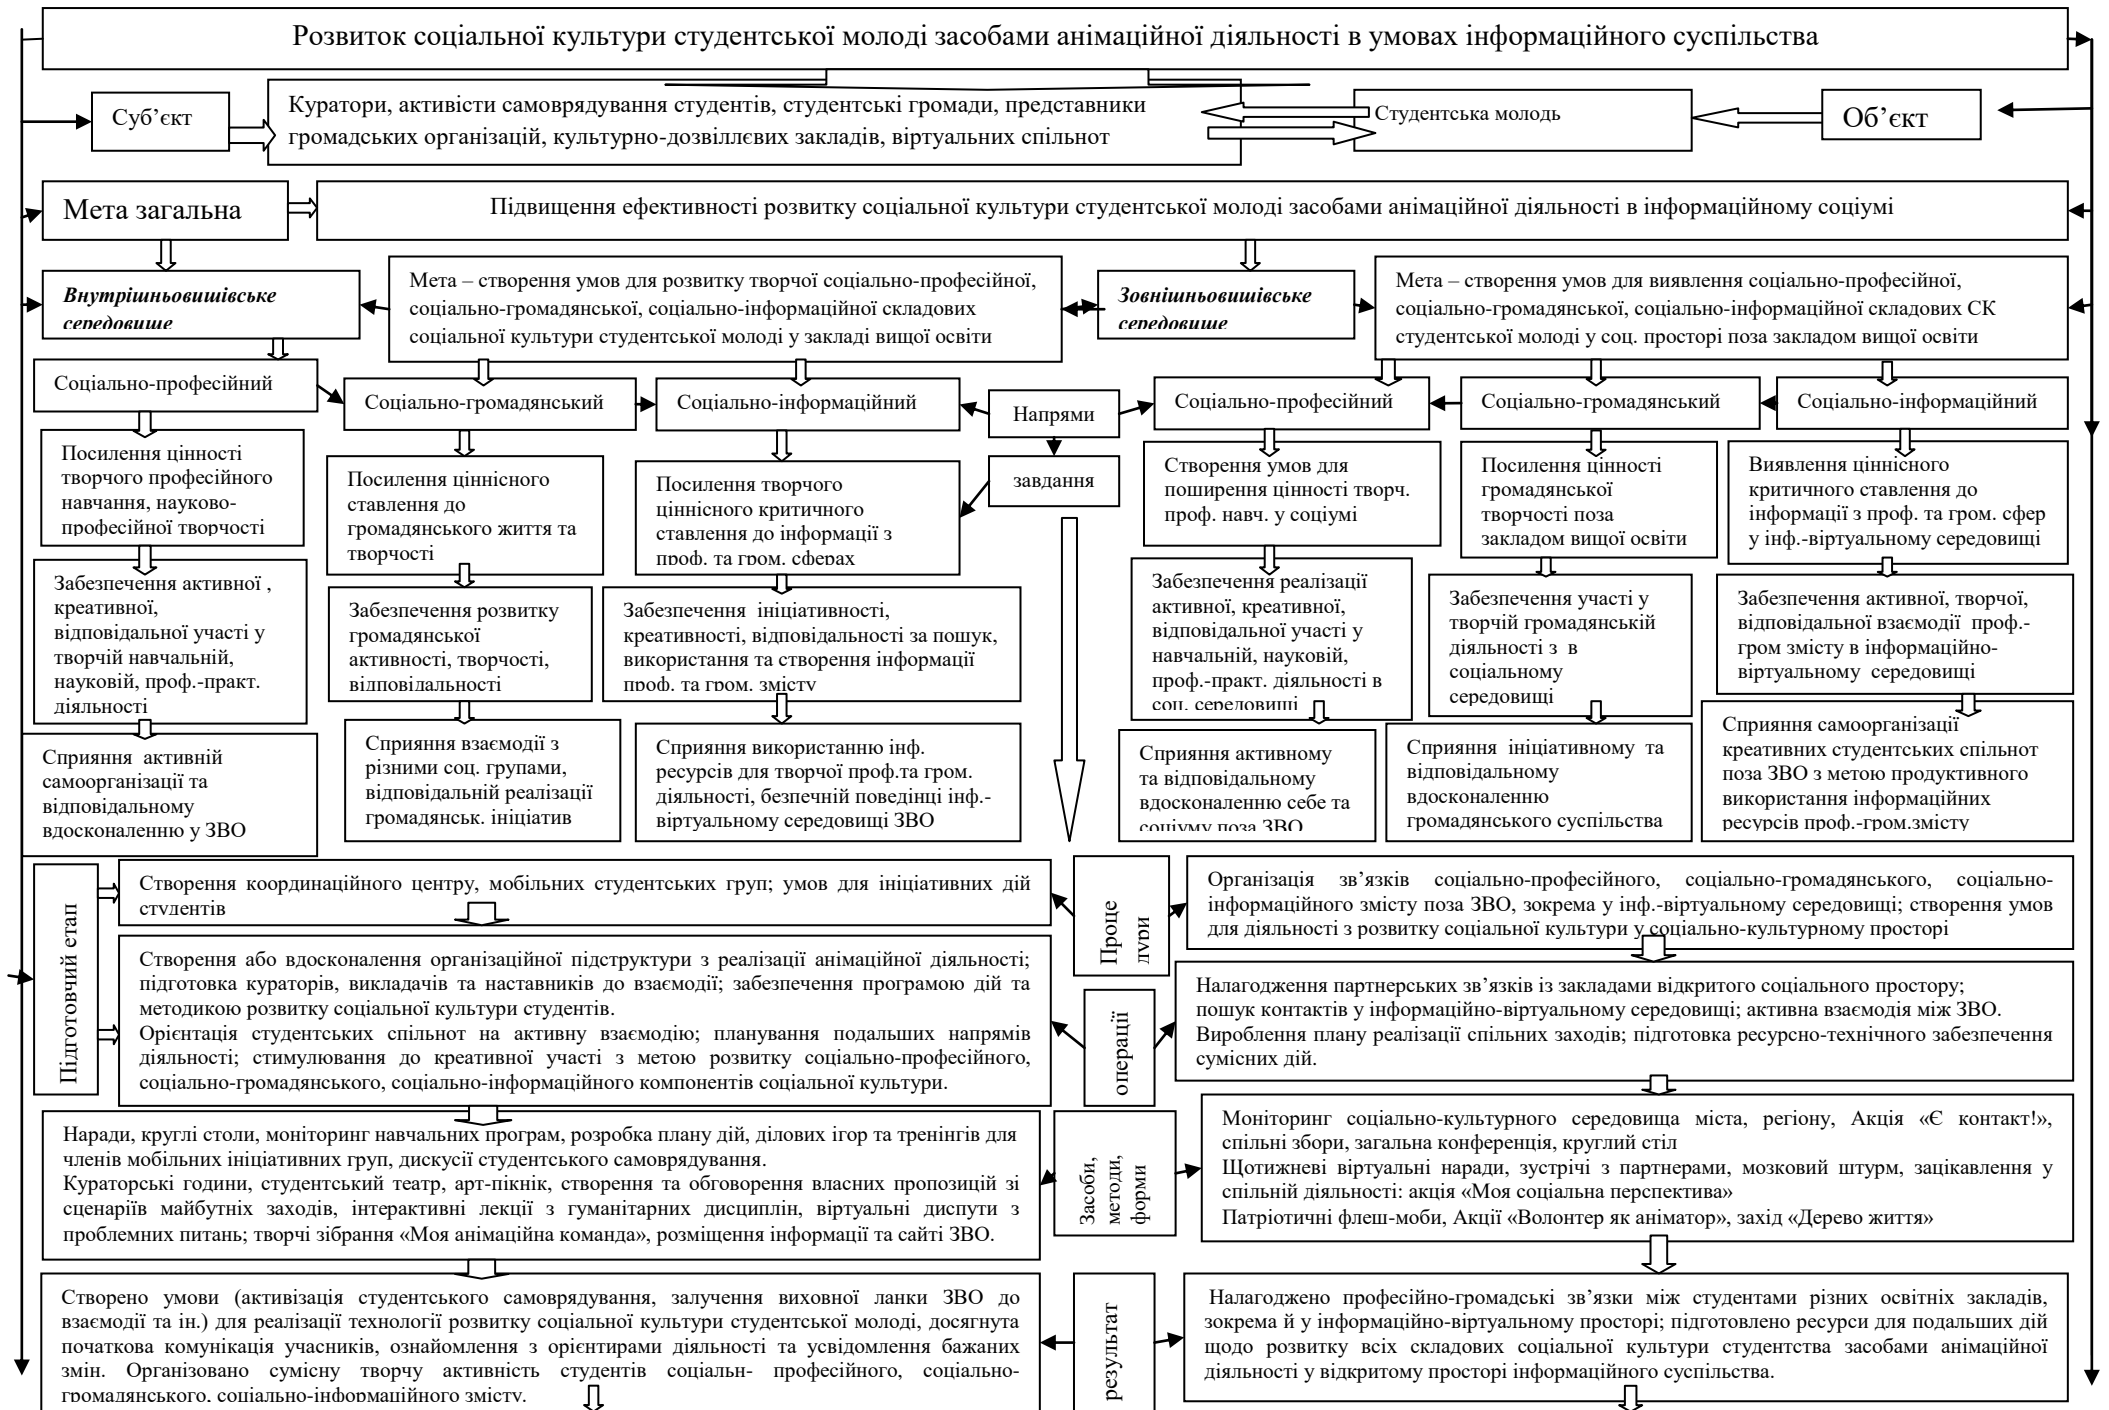 Розвиток соціальної культури студентської молоді засобами анімаційної діяльності в умовах інформаційного суспільства
Суб’єкт
Куратори, активісти самоврядування студентів, студентські громади, представники
громадських організацій, культурно-дозвіллєвих закладів, віртуальних спільнот
Студентська молодь
Об’єкт
Мета загальна
Підвищення ефективності розвитку соціальної культури студентської молоді засобами анімаційної діяльності в інформаційному соціумі
Внутрішньовишівське
середовище
Мета – створення умов для розвитку творчої соціально-професійної,
соціально-громадянської, соціально-інформаційної складових
соціальної культури студентської молоді у закладі вищої освіти
Зовнішньовишівське
середовище
Мета – створення умов для виявлення соціально-професійної,
соціально-громадянської, соціально-інформаційної складових СК
студентської молоді у соц. просторі поза закладом вищої освіти
Соціально-професійний
Соціально-громадянський
Соціально-інформаційний
Напрями
Соціально-професійний
Соціально-громадянський
Соціально-інформаційний
завдання
Посилення цінності
творчого професійного
навчання, науково-
професійної творчості
Посилення ціннісного
ставлення до
громадянського життя та
творчості
Посилення творчого
ціннісного критичного
ставлення до інформації з
проф. та гром. сферах
Створення умов для
поширення цінності творч.
проф. навч. у соціумі
Посилення цінності
громадянської
творчості поза
закладом вищої освіти
Виявлення ціннісного
критичного ставлення до
інформації з проф. та гром. сфер
у інф.-віртуальному середовищі
Забезпечення активної ,
креативної,
відповідальної участі у
творчій навчальній,
науковій, проф.-практ.
діяльності
Забезпечення розвитку
громадянської
активності, творчості,
відповідальності
Забезпечення ініціативності,
креативності, відповідальності за пошук,
використання та створення інформації
проф. та гром. змісту
Забезпечення реалізації
активної, креативної,
відповідальної участі у
навчальній, науковій,
проф.-практ. діяльності в
соц. середовищі
Забезпечення участі у
творчій громадянській
діяльності з в
соціальному
середовищі
Забезпечення активної, творчої,
відповідальної взаємодії проф.-
гром змісту в інформаційно-
віртуальному середовищі
Сприяння активній
самоорганізації та
відповідальному
вдосконаленню у ЗВО
Сприяння взаємодії з
різними соц. групами,
відповідальній реалізації
громадянськ. ініціатив
Сприяння використанню інф.
ресурсів для творчої проф.та гром.
діяльності, безпечній поведінці інф.-
віртуальному середовищі ЗВО
Сприяння активному
та відповідальному
вдосконаленню себе та
соціуму поза ЗВО
Сприяння ініціативному та
відповідальному
вдосконаленню
громадянського суспільства
Сприяння самоорганізації
креативних студентських спільнот
поза ЗВО з метою продуктивного
використання інформаційних
ресурсів проф.-гром.змісту
Підготовчий етап
Створення координаційного центру, мобільних студентських груп; умов для ініціативних дій
студентів
Проце
дури
Організація зв’язків соціально-професійного, соціально-громадянського, соціально-
інформаційного змісту поза ЗВО, зокрема у інф.-віртуальному середовищі; створення умов
для діяльності з розвитку соціальної культури у соціально-культурному просторі
Створення або вдосконалення організаційної підструктури з реалізації анімаційної діяльності;
підготовка кураторів, викладачів та наставників до взаємодії; забезпечення програмою дій та
методикою розвитку соціальної культури студентів.
Орієнтація студентських спільнот на активну взаємодію; планування подальших напрямів
діяльності; стимулювання до креативної участі з метою розвитку соціально-професійного,
соціально-громадянського, соціально-інформаційного компонентів соціальної культури.
операції
Налагодження партнерських зв’язків із закладами відкритого соціального простору;
пошук контактів у інформаційно-віртуальному середовищі; активна взаємодія між ЗВО.
Вироблення плану реалізації спільних заходів; підготовка ресурсно-технічного забезпечення
сумісних дій.
Наради, круглі столи, моніторинг навчальних програм, розробка плану дій, ділових ігор та тренінгів для
членів мобільних ініціативних груп, дискусії студентського самоврядування.
Кураторські години, студентський театр, арт-пікнік, створення та обговорення власних пропозицій зі
сценаріїв майбутніх заходів, інтерактивні лекції з гуманітарних дисциплін, віртуальні диспути з
проблемних питань; творчі зібрання «Моя анімаційна команда», розміщення інформації та сайті ЗВО.
Засоби,
методи,
форми
Моніторинг соціально-культурного середовища міста, регіону, Акція «Є контакт!»,
спільні збори, загальна конференція, круглий стіл
Щотижневі віртуальні наради, зустрічі з партнерами, мозковий штурм, зацікавлення у
спільній діяльності: акція «Моя соціальна перспектива»
Патріотичні флеш-моби, Акції «Волонтер як аніматор», захід «Дерево життя»
Створено умови (активізація студентського самоврядування, залучення виховної ланки ЗВО до
взаємодії та ін.) для реалізації технології розвитку соціальної культури студентської молоді, досягнута
початкова комунікація учасників, ознайомлення з орієнтирами діяльності та усвідомлення бажаних
змін. Організовано сумісну творчу активність студентів соціальн- професійного, соціально-
громадянського, соціально-інформаційного змісту.
результат
Налагоджено професійно-громадські зв’язки між студентами різних освітніх закладів,
зокрема й у інформаційно-віртуальному просторі; підготовлено ресурси для подальших дій
щодо розвитку всіх складових соціальної культури студентства засобами анімаційної
діяльності у відкритому просторі інформаційного суспільства.